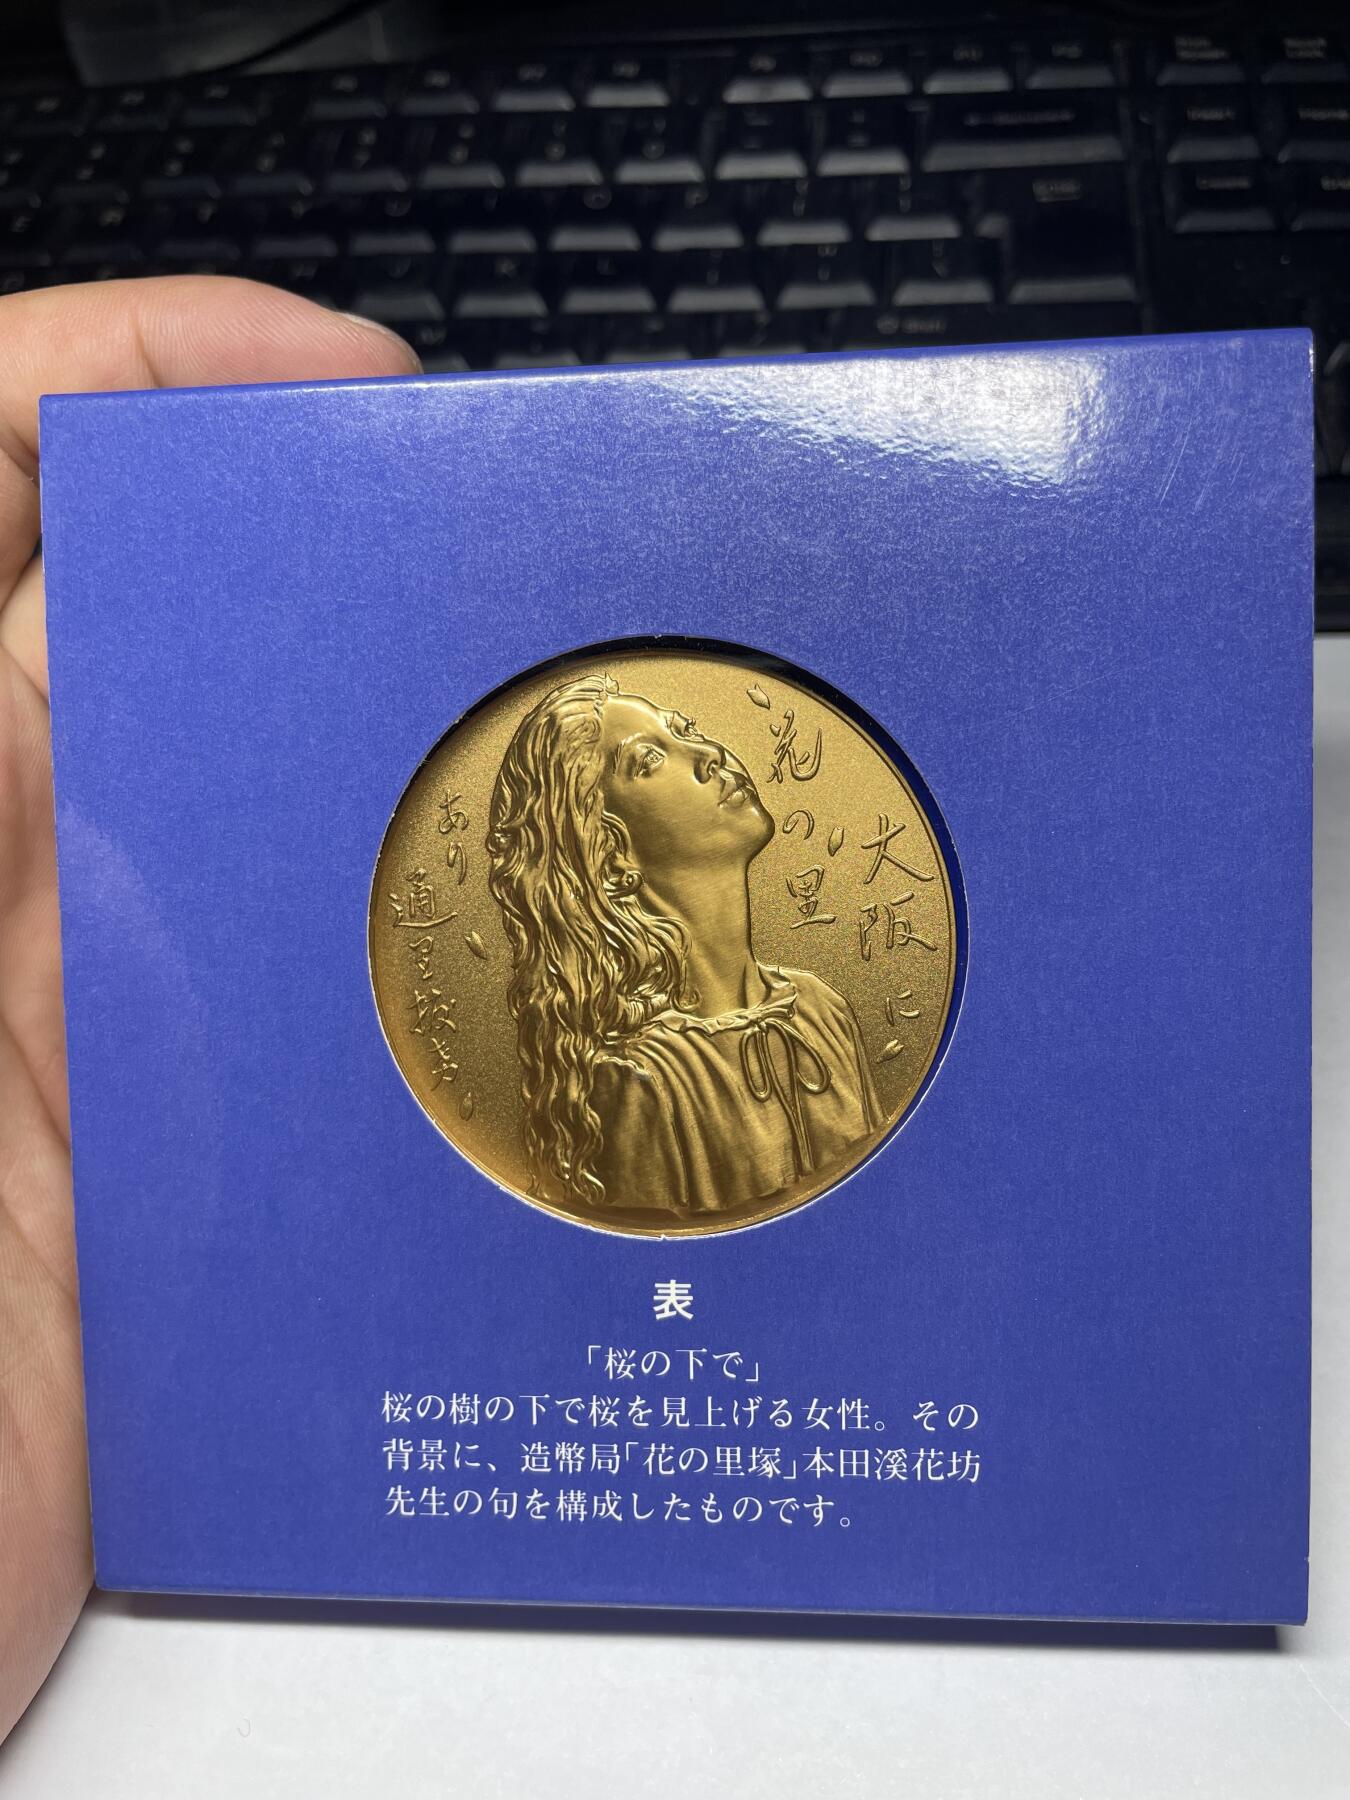 大阪に
花の里
あり
通里抜
表
「桜の下で」
桜の樹の下で桜を見上げる女性。その
背景に、造幣局「花の里塚」本田溪花坊
先生の句を構成したものです。